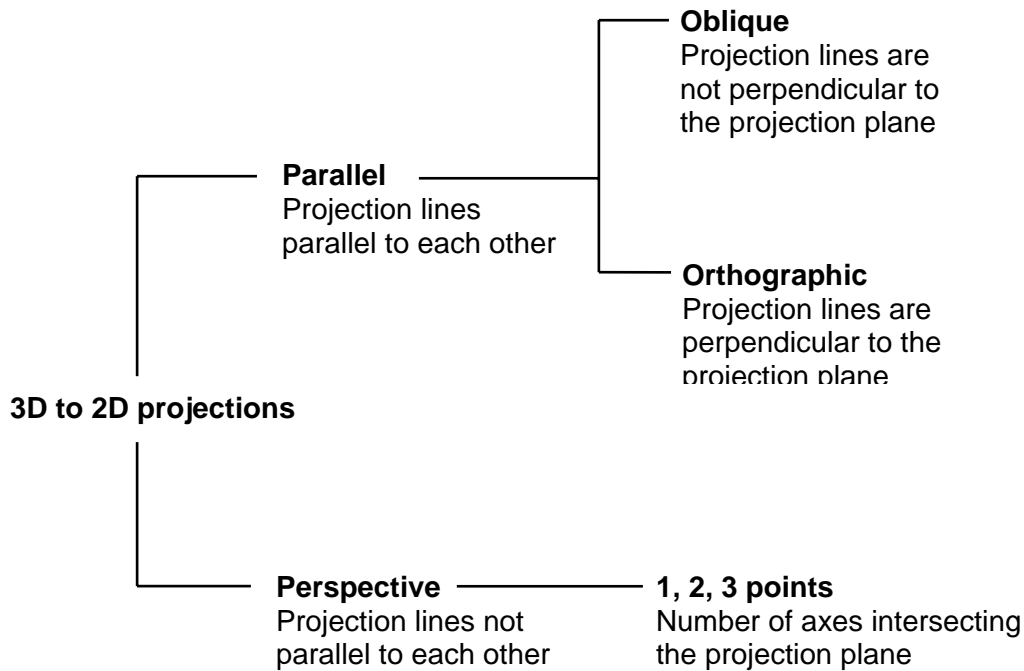 Oblique
Projection lines are
not perpendicular to
the projection plane
Parallel
Projection lines
parallel to each other
Orthographic
Projection lines are
perpendicular to the
projection plane
3D to 2D projections
Perspective
Projection lines not
parallel to each other
1, 2, 3 points
Number of axes intersecting
the projection plane